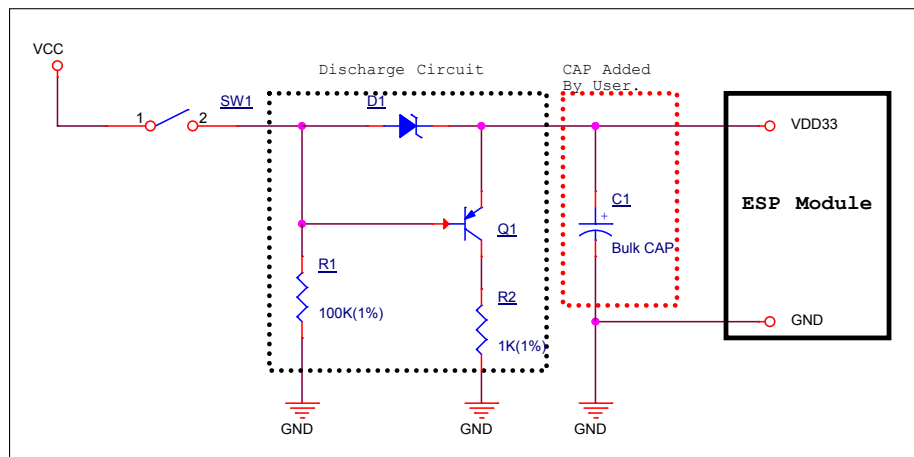 VCC
Discharge Circuit
CAP Added
By User.
SW1
D1
1
2
VDD33
ESP Module
C1
+
Q1
Bulk CAP
R1
R2
100K(1%)
1K(1%)
GND
GND
GND
GND